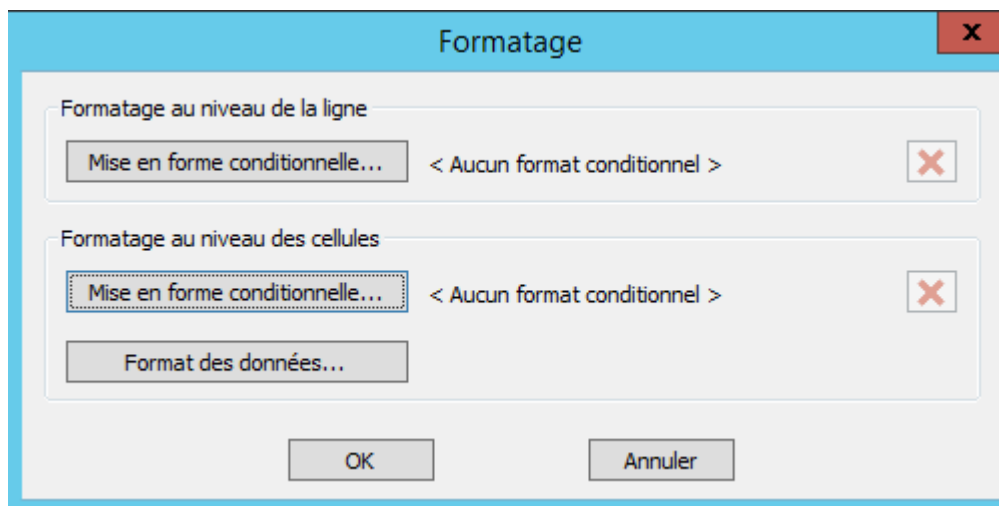 Formatage
x
Formatage au niveau de la ligne
Mise en forme conditionnelle... < Aucun format conditionnel >
Formatage au niveau des cellules
Mise en forme conditionnelle... < Aucun format conditionnel >
Format des données...
OK Annuler